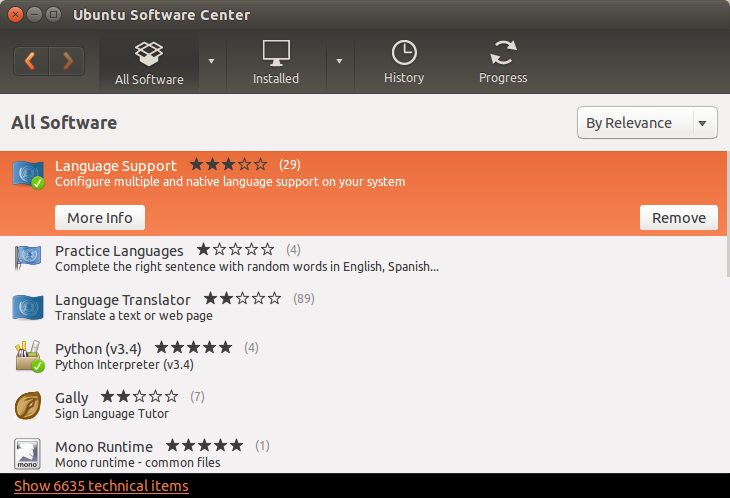 Ubuntu Software Center
All Software
Installed
History
Progress
All Software
By Relevance
Language Support (29)
Configure multiple and native language support on your system
More Info
Remove
Practice Languages (4)
Complete the right sentence with random words in English, Spanish...
Language Translator (89)
Translate a text or web page
Python (v3.4) (4)
Python Interpreter (v3.4)
Gally (7)
Sign Language Tutor
Mono Runtime (1)
mono
Mono runtime - common files
Show 6635 technical items